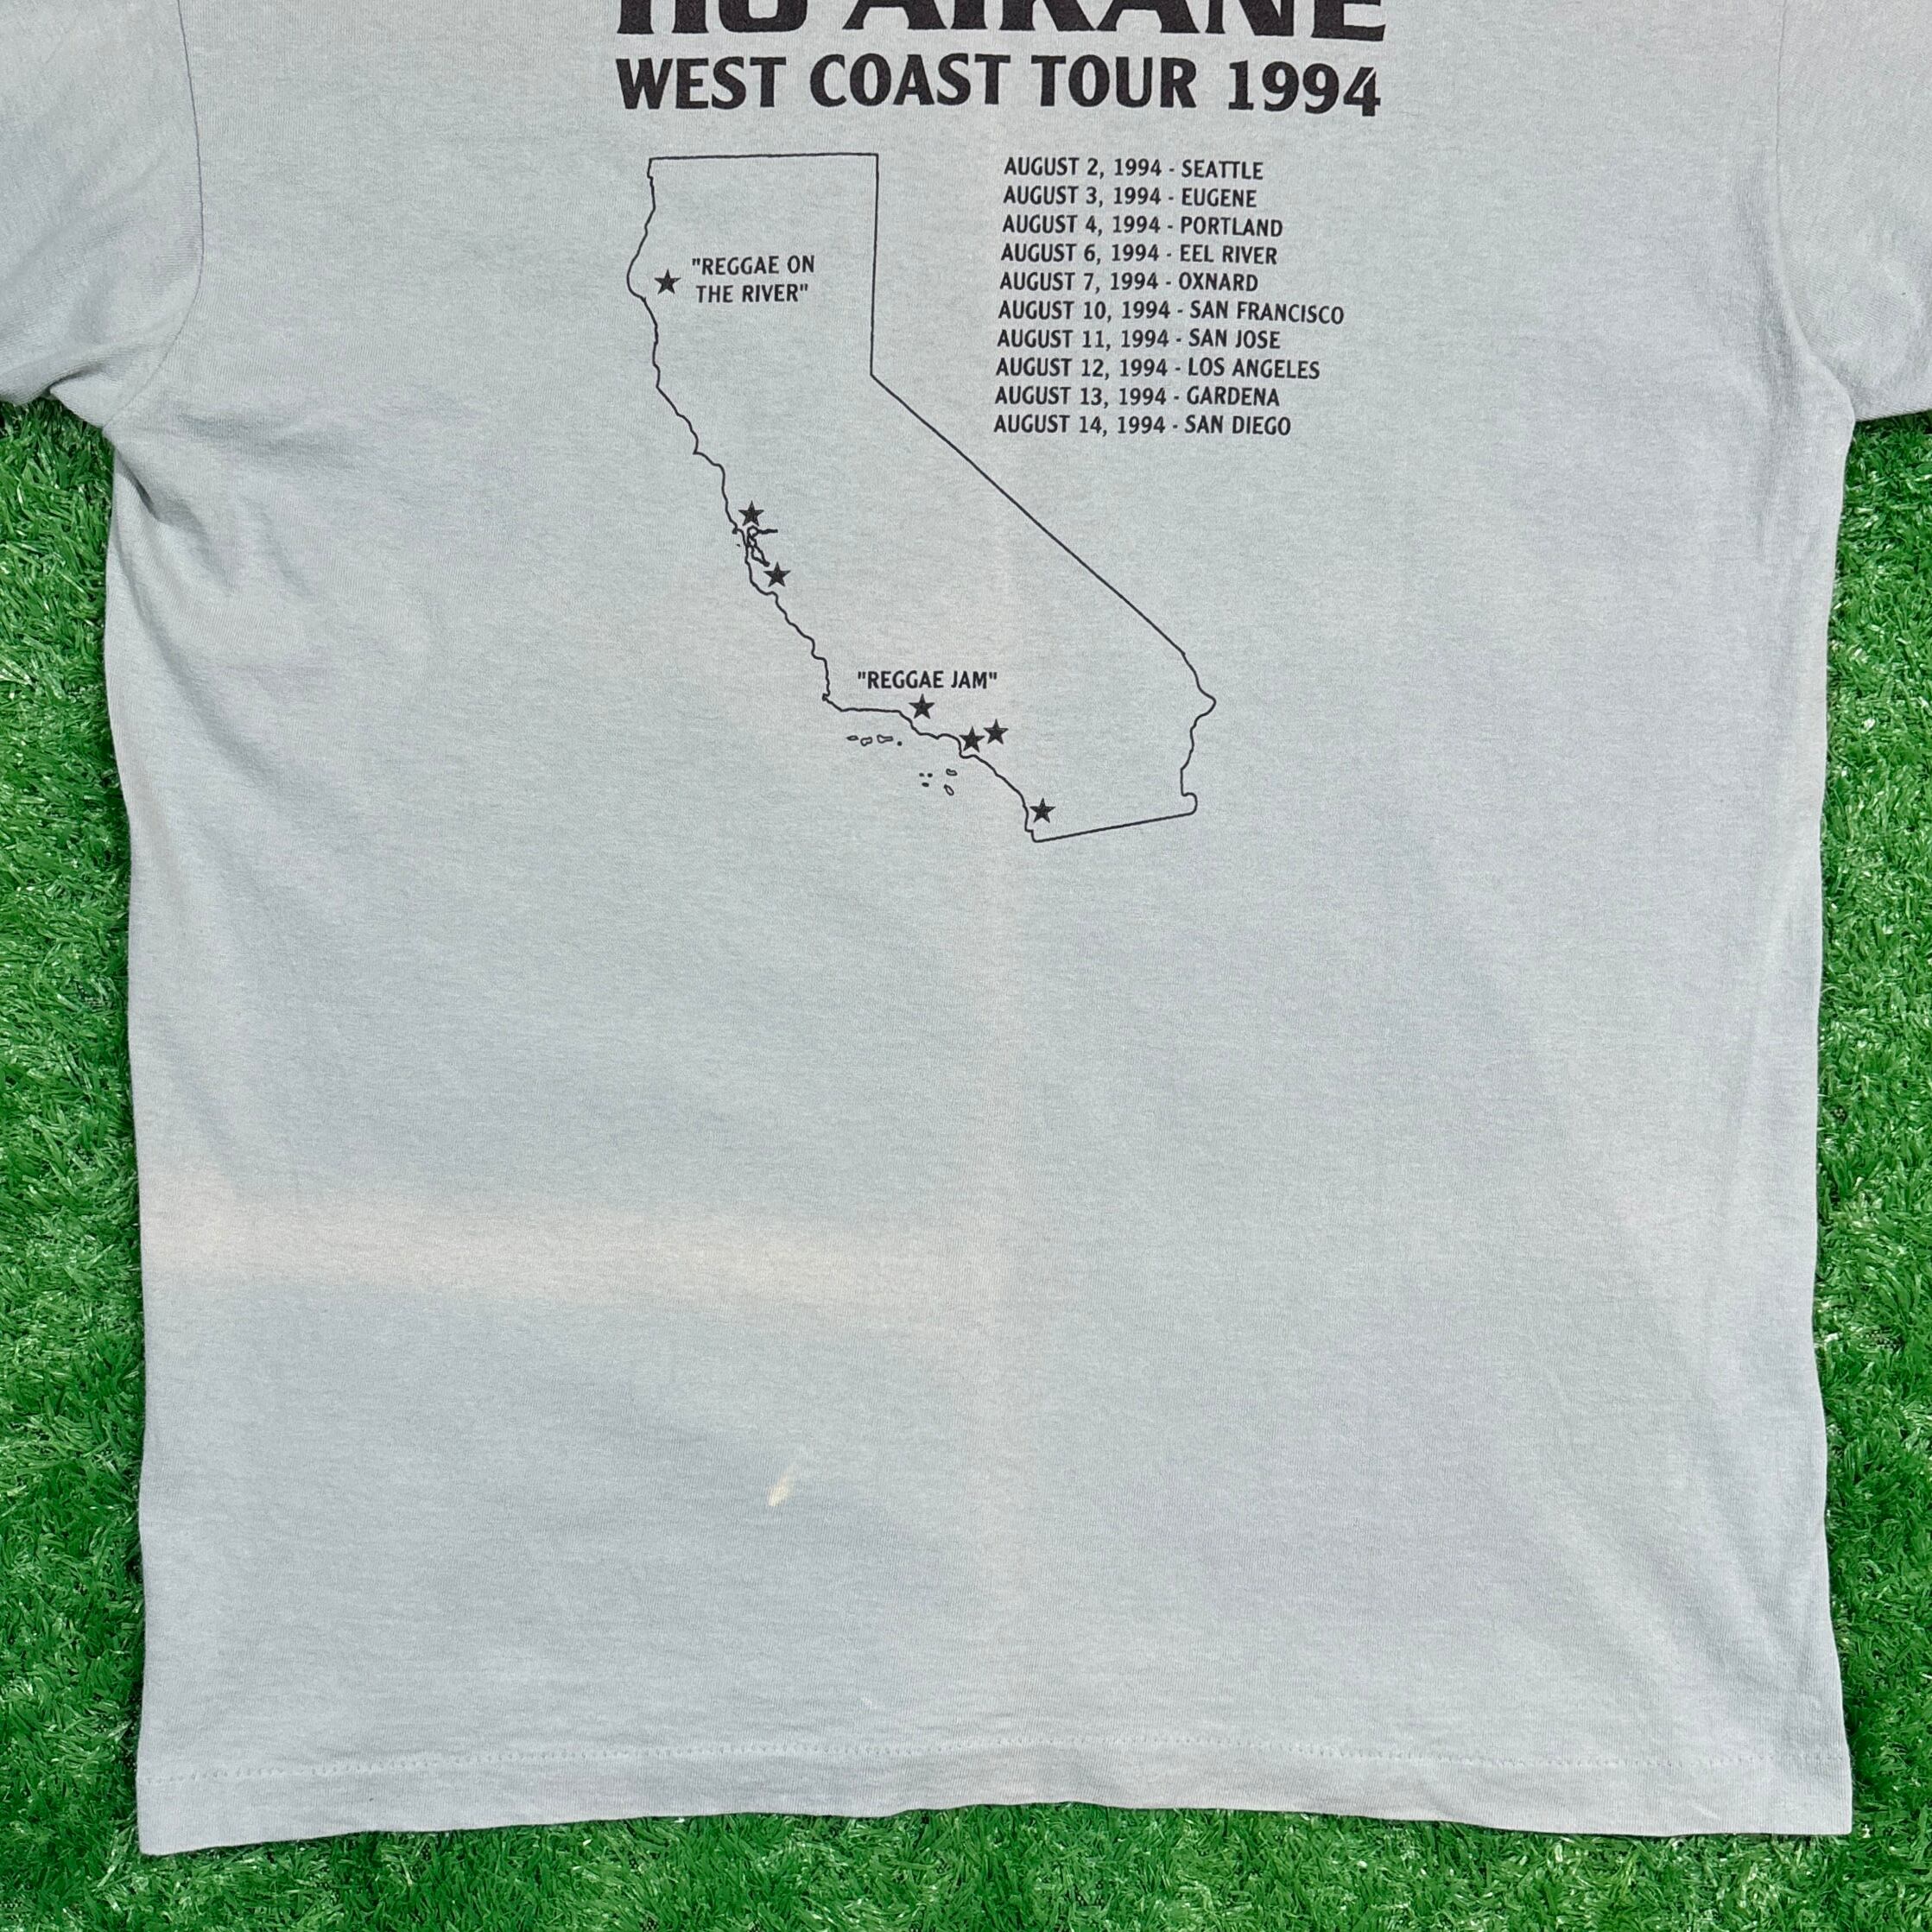 HO'AIKANE
WEST COAST TOUR 1994
AUGUST 2, 1994 - SEATTLE
AUGUST 3, 1994 - EUGENE
AUGUST 4, 1994 - PORTLAND
AUGUST 6, 1994 - EEL RIVER
AUGUST 7, 1994 - OXNARD
AUGUST 10, 1994 - SAN FRANCISCO
AUGUST 11, 1994 - SAN JOSE
AUGUST 12, 1994 - LOS ANGELES
AUGUST 13, 1994 - GARDENA
AUGUST 14, 1994 - SAN DIEGO
"REGGAE ON
THE RIVER"
"REGGAE JAM"